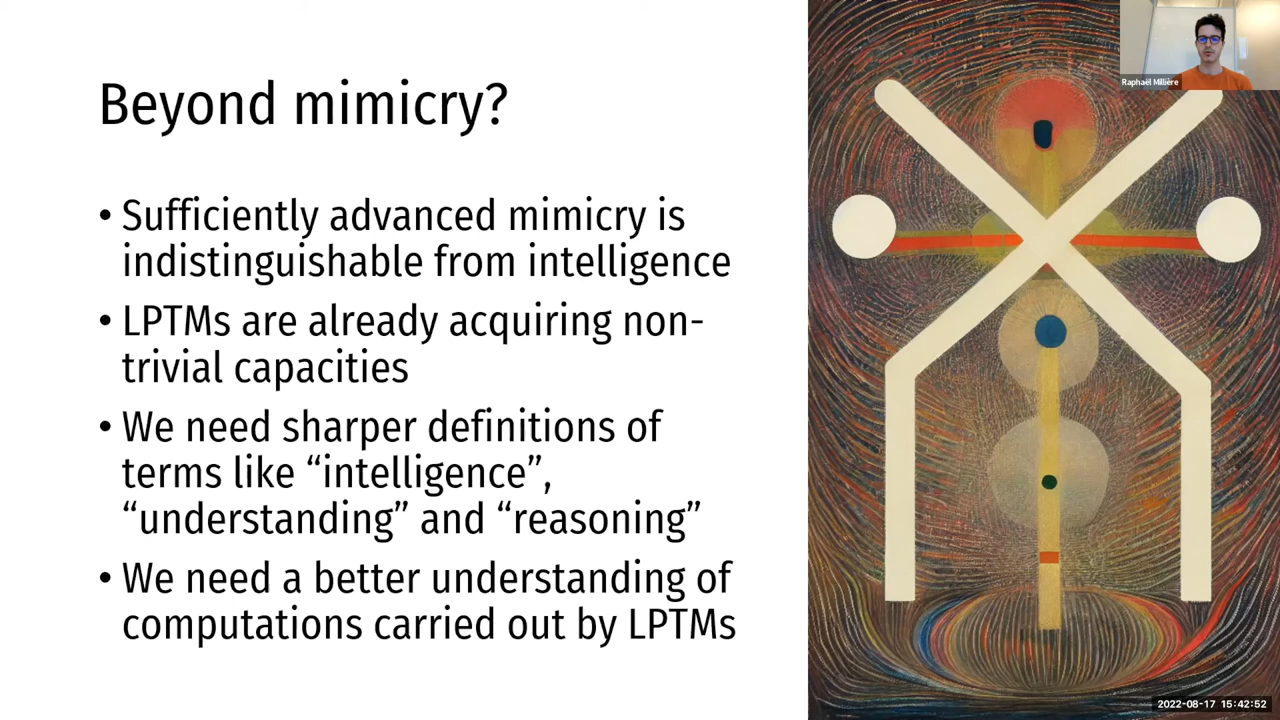 Beyond mimicry?
• Sufficiently advanced mimicry is
indistinguishable from intelligence
• LPTMs are already acquiring non-
trivial capacities
• We need sharper definitions of
terms like “intelligence”,
“understanding” and “reasoning”
• We need a better understanding of
computations carried out by LPTMs
Raphaël Millière
2022-08-17 15:42:52